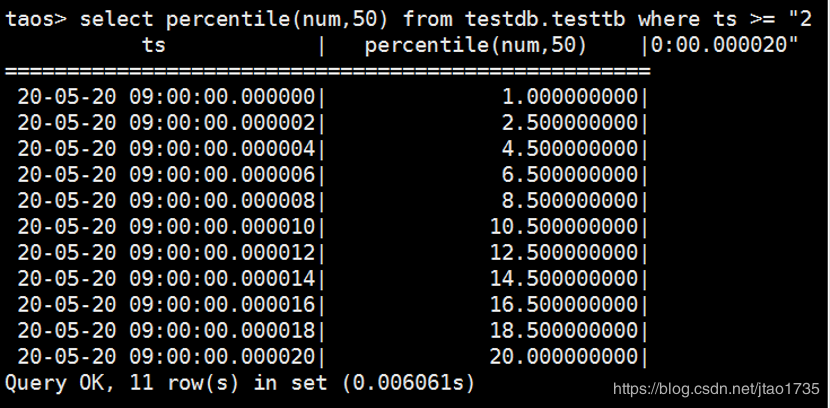 taos> select percentile(num,50) from testdb.testtb where ts >= "2
ts | percentile(num,50) |0:00.000020"
===================================================
20-05-20 09:00:00.000000| 1.000000000|
20-05-20 09:00:00.000002| 2.500000000|
20-05-20 09:00:00.000004| 4.500000000|
20-05-20 09:00:00.000006| 6.500000000|
20-05-20 09:00:00.000008| 8.500000000|
20-05-20 09:00:00.000010| 10.500000000|
20-05-20 09:00:00.000012| 12.500000000|
20-05-20 09:00:00.000014| 14.500000000|
20-05-20 09:00:00.000016| 16.500000000|
20-05-20 09:00:00.000018| 18.500000000|
20-05-20 09:00:00.000020| 20.000000000|
Query OK, 11 row(s) in set (0.006061s)
https://blog.csdn.net/jtao1735